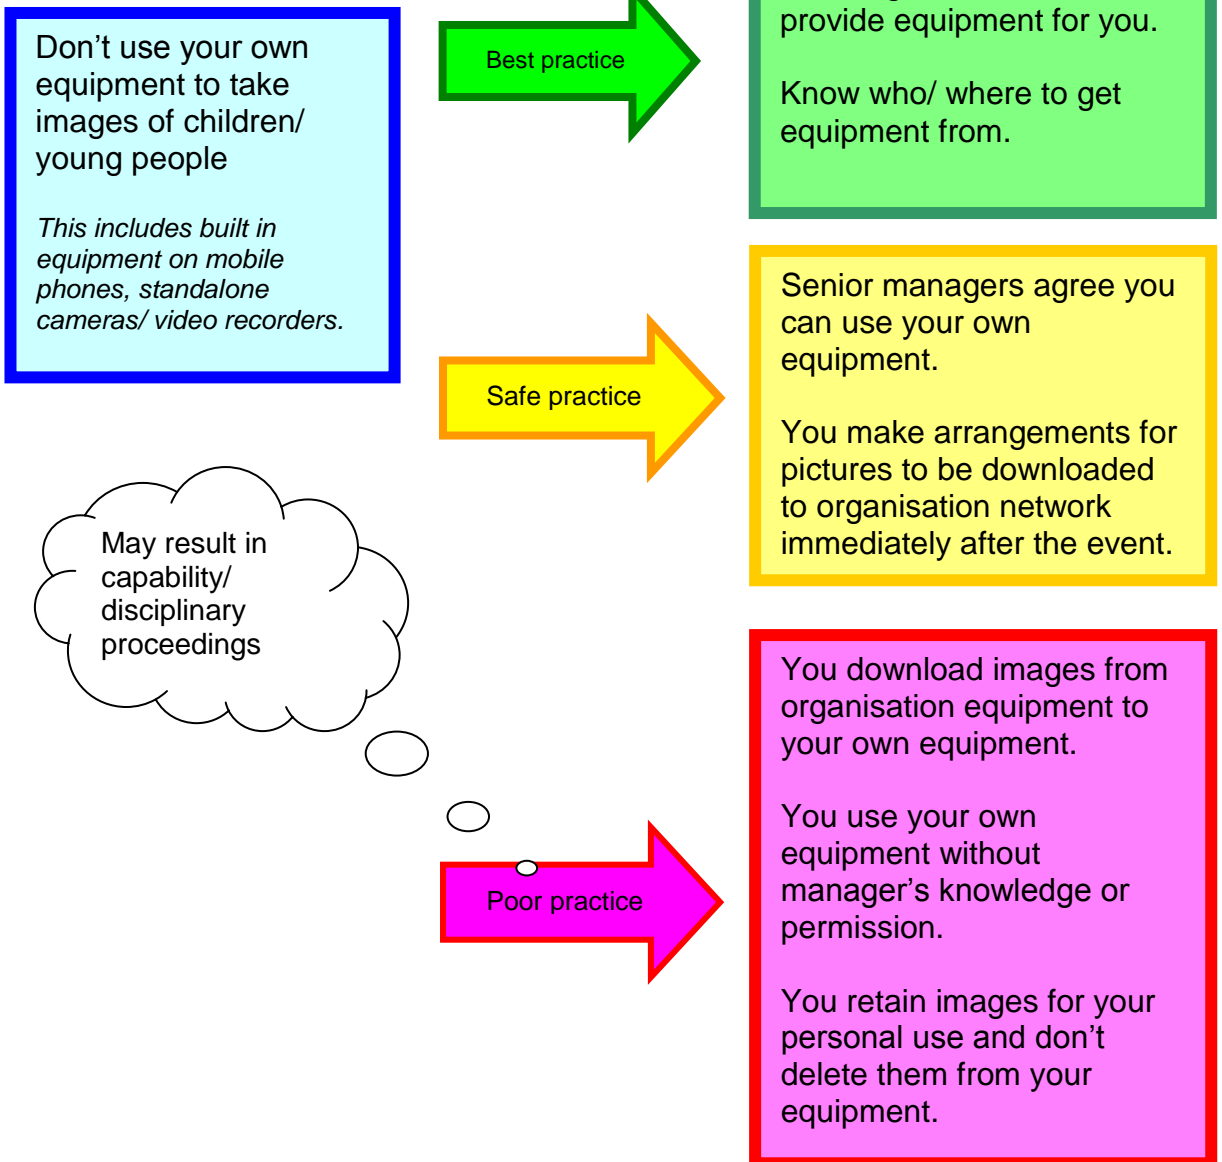 Don’t use your own
equipment to take
images of children/
young people
This includes built in
equipment on mobile
phones, standalone
cameras/ video recorders.
Best practice
provide equipment for you.
Know who/ where to get
equipment from.
Safe practice
Senior managers agree you
can use your own
equipment.
You make arrangements for
pictures to be downloaded
to organisation network
immediately after the event.
May result in
capability/
disciplinary
proceedings
Poor practice
You download images from
organisation equipment to
your own equipment.
You use your own
equipment without
manager’s knowledge or
permission.
You retain images for your
personal use and don’t
delete them from your
equipment.